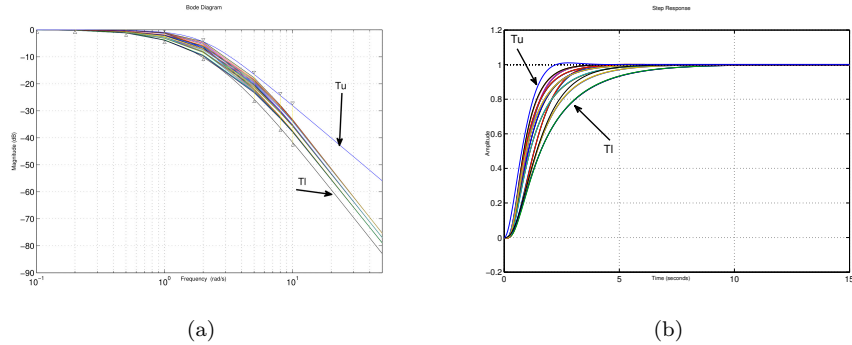 Bode Diagram
0
−10
−20
−30
−40
−50
−60
−70
−80
−90
Magnitude (dB)
Tu
Tl
10^−1
10^0
10^1
Frequency (rad/s)
(a)
Step Response
1.2
1
0.8
0.6
0.4
0.2
0
−0.2
Amplitude
Tu
Tl
0
5
10
15
Time (seconds)
(b)